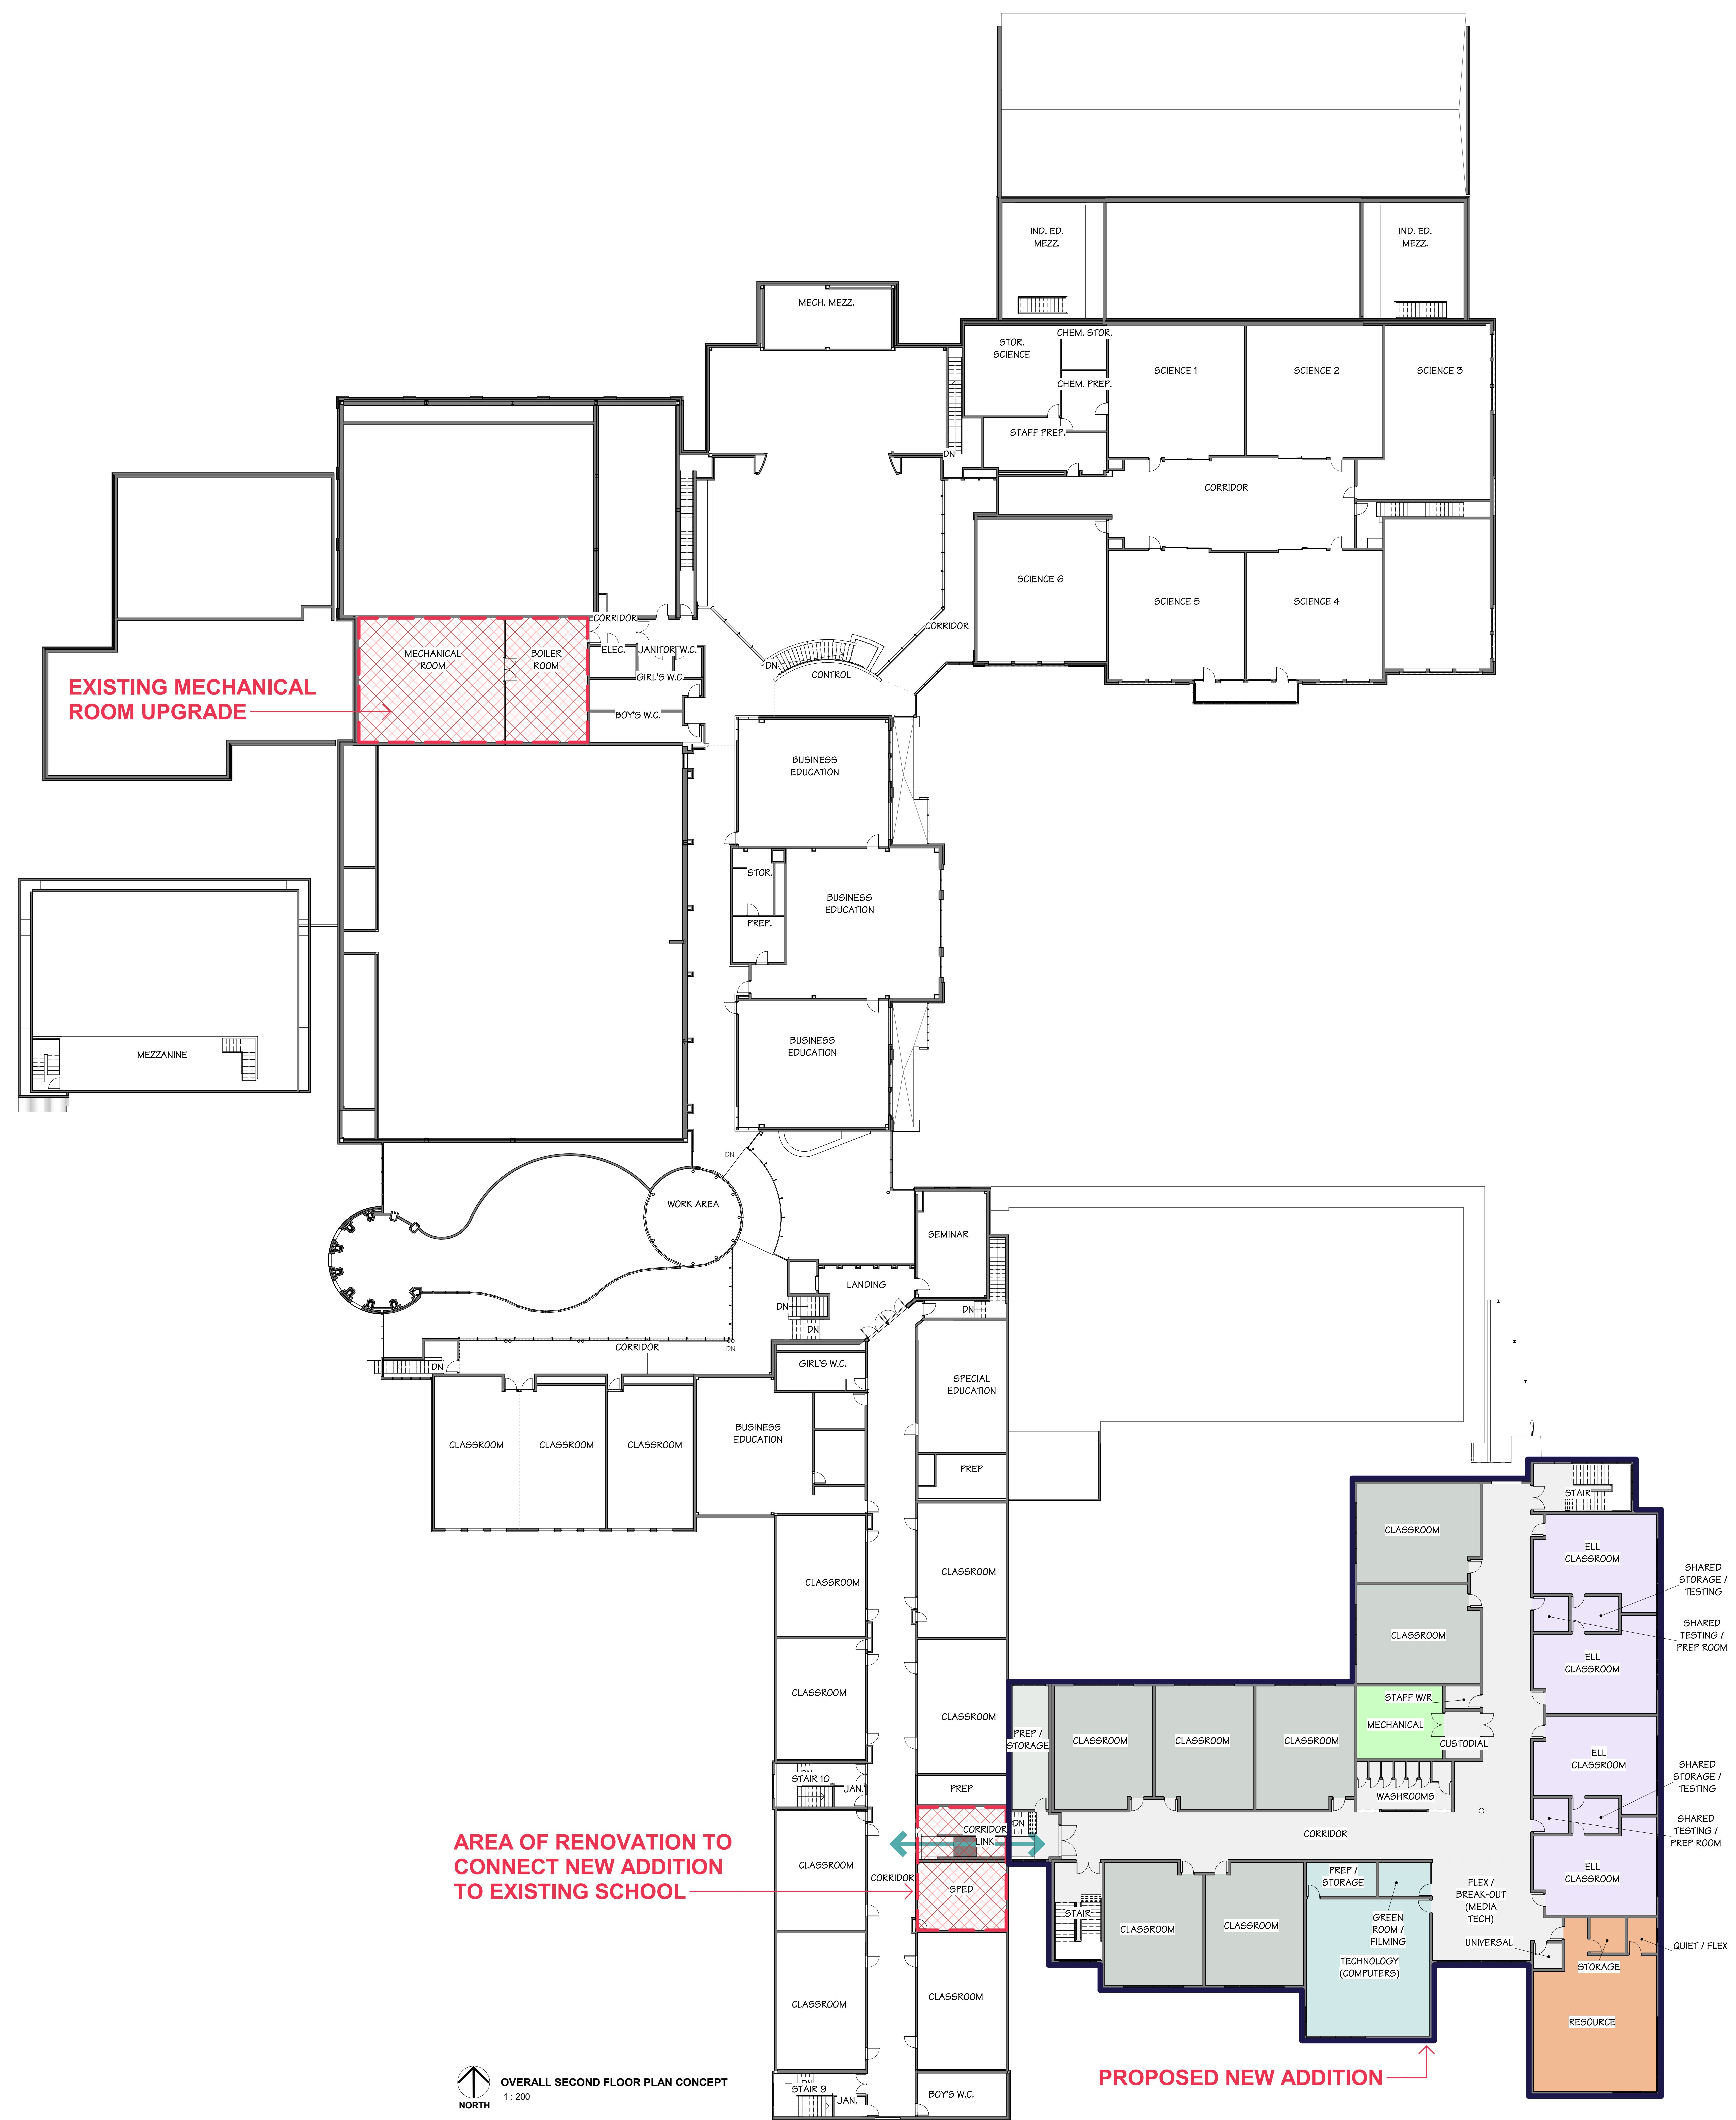 IND. ED.
MEZZ.
IND. ED.
MEZZ.
MECH. MEZZ.
CHEM. STOR.
STOR.
SCIENCE
SCIENCE 1
SCIENCE 2
SCIENCE 3
CHEM. PREP.
STAFF PREP.
DN
CORRIDOR
SCIENCE 6
SCIENCE 5
SCIENCE 4
CORRIDOR
CORRIDOR
MECHANICAL
ROOM
BOILER
ROOM
ELEC.
JANITOR
W.C.
DN
CONTROL
GIRL'S W.C.
EXISTING MECHANICAL
ROOM UPGRADE
BOY'S W.C.
BUSINESS
EDUCATION
STOR.
BUSINESS
EDUCATION
PREP.
BUSINESS
EDUCATION
MEZZANINE
DN
WORK AREA
SEMINAR
LANDING
DN
DN
DN
CORRIDOR
DN
DN
GIRL'S W.C.
SPECIAL
EDUCATION
BUSINESS
EDUCATION
CLASSROOM
CLASSROOM
CLASSROOM
PREP
STAIR
CLASSROOM
ELL
CLASSROOM
SHARED
STORAGE /
TESTING
CLASSROOM
CLASSROOM
SHARED
TESTING /
PREP ROOM
CLASSROOM
ELL
CLASSROOM
CLASSROOM
CLASSROOM
STAFF W/R
MECHANICAL
CUSTODIAL
PREP /
STORAGE
CLASSROOM
CLASSROOM
CLASSROOM
ELL
CLASSROOM
SHARED
STORAGE /
TESTING
DN
STAIR 10
JAN.
PREP
WASHROOMS
SHARED
TESTING /
PREP ROOM
AREA OF RENOVATION TO
CONNECT NEW ADDITION
TO EXISTING SCHOOL
CORRIDOR
LINK
DN
CORRIDOR
CLASSROOM
CORRIDOR
SPED
PREP /
STORAGE
FLEX /
BREAK-OUT
(MEDIA
TECH)
ELL
CLASSROOM
STAIR
CLASSROOM
CLASSROOM
GREEN
ROOM /
FILMING
UNIVERSAL
QUIET / FLEX
TECHNOLOGY
(COMPUTERS)
STORAGE
CLASSROOM
CLASSROOM
RESOURCE
PROPOSED NEW ADDITION
DN
STAIR 9
JAN.
BOY'S W.C.
OVERALL SECOND FLOOR PLAN CONCEPT
1 : 200
NORTH